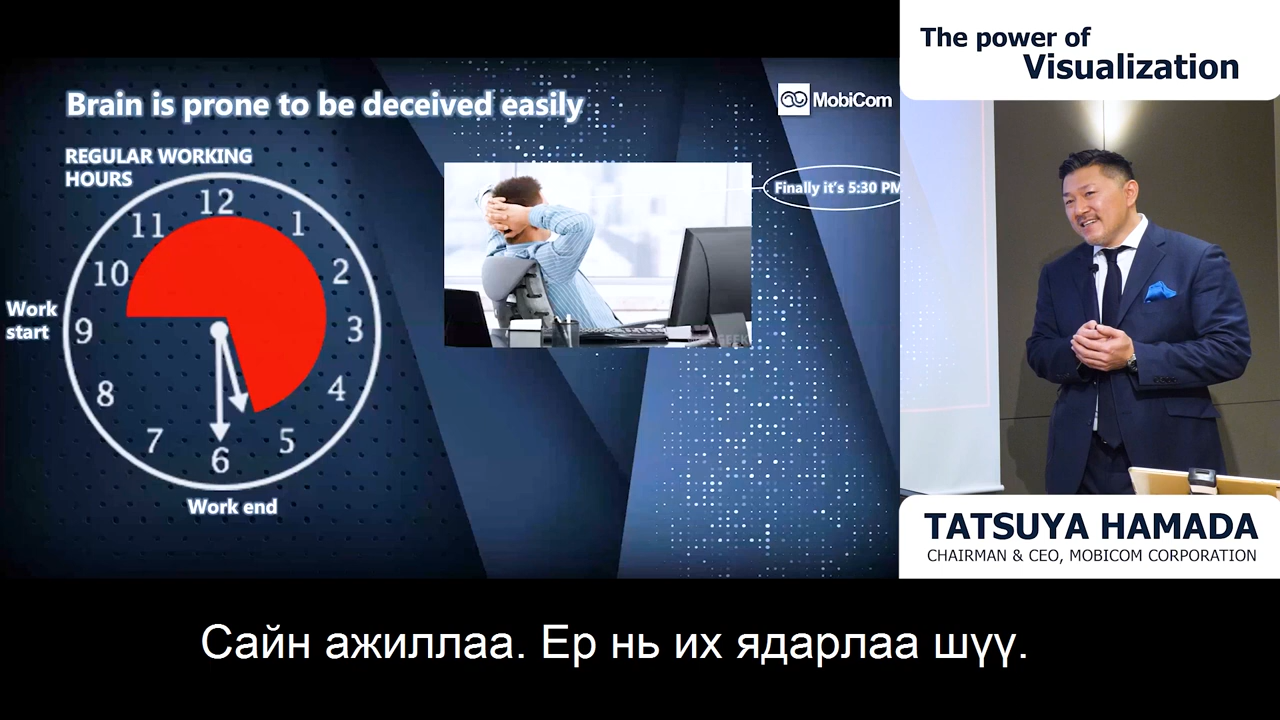 Brain is prone to be deceived easily
MobiCom
REGULAR WORKING
HOURS
12
1
2
3
4
5
6
7
8
9
10
11
Work
start
Work end
Finally it's 5:30 PM
The power of
Visualization
TATSUYA HAMADA
CHAIRMAN & CEO, MOBICOM CORPORATION
Сайн ажиллаа. Ер нь их ядарлаа шүү.